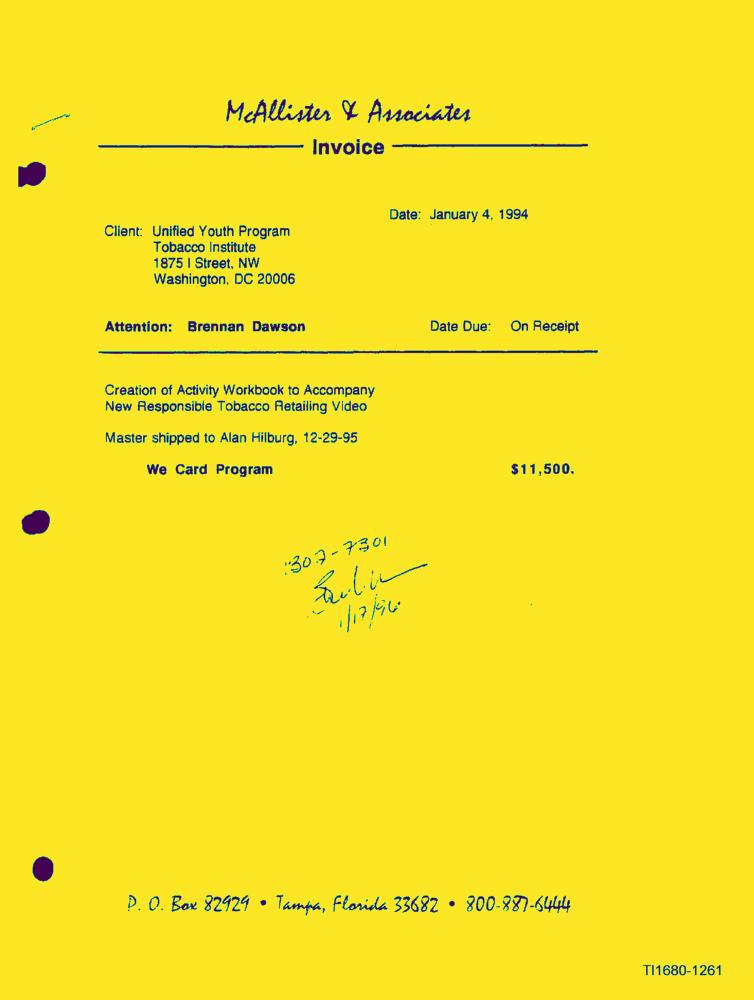 McAllister & Associates
Invoice
Date: January 4, 1994
Client: Unified Youth Program
Tobacco Institute
1875 I Street, NW
Washington, DC 20006
Attention: Brennan Dawson
Date Due: On Receipt
Creation of Activity Workbook to Accompany
New Responsible Tobacco Retailing Video
Master shipped to Alan Hilburg, 12-29-95
We Card Program $11,500.
1302-7301
1/17/96
P. O. Box 82929 • Tampa, Florida 33682 • 800-887-6444
TI1680-1261